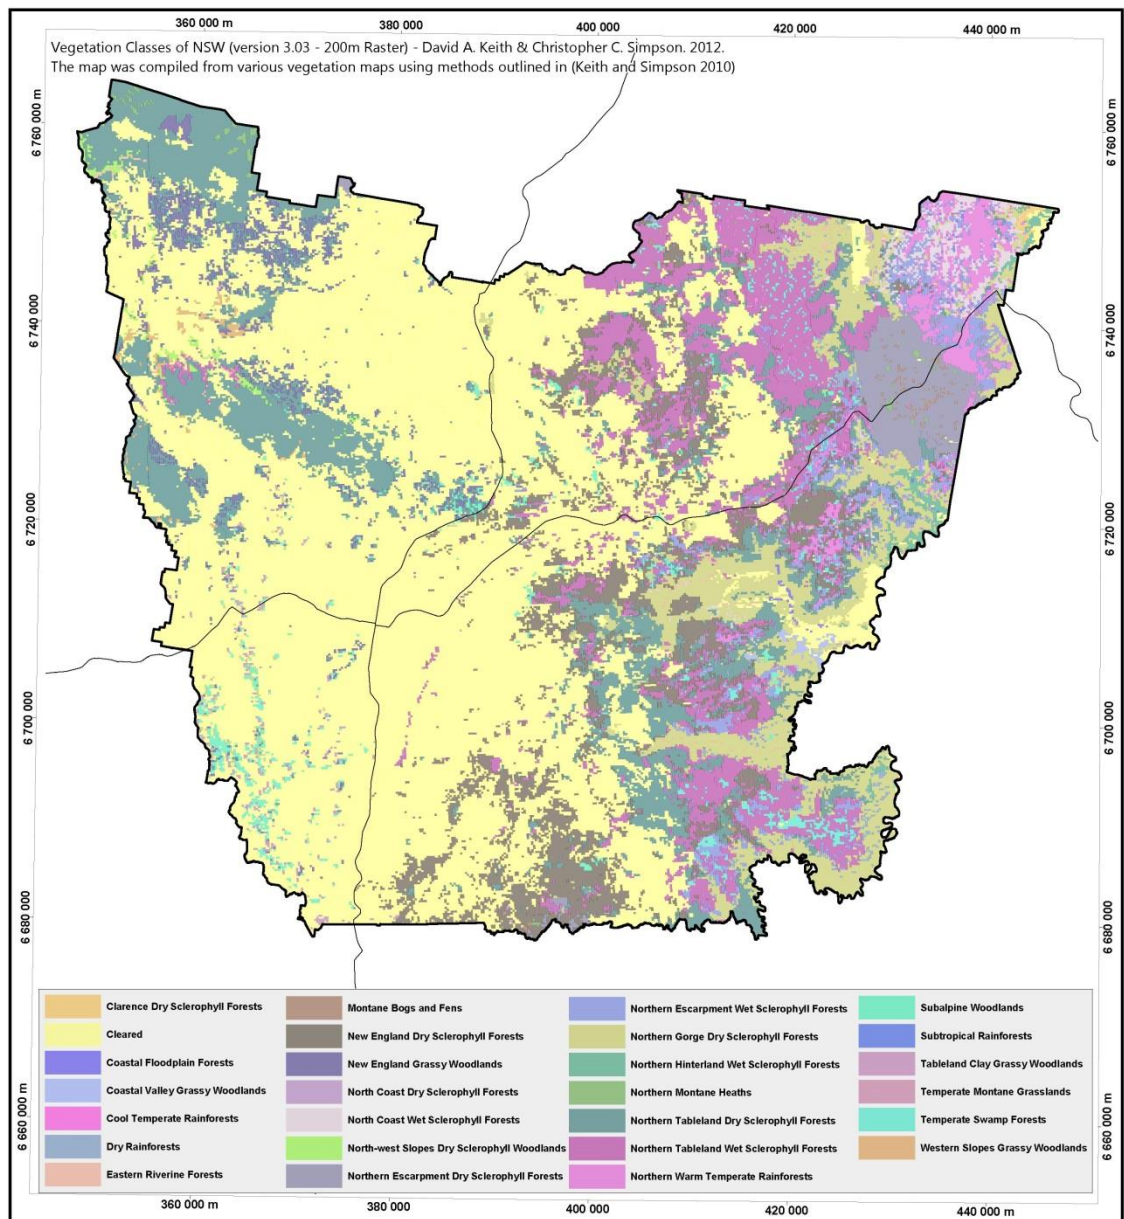 360 000 m 380 000 400 000 420 000 440 000 m
Vegetation Classes of NSW (version 3.03 - 200m Raster) - David A. Keith & Christopher C. Simpson. 2012.
The map was compiled from various vegetation maps using methods outlined in (Keith and Simpson 2010)
6 760 000 m
6 760 000 m
6 740 000
6 740 000
6 720 000
6 720 000
6 700 000
6 700 000
6 680 000
6 680 000
6 660 000 m
6 660 000 m
Clarence Dry Sclerophyll Forests
Cleared
Coastal Floodplain Forests
Coastal Valley Grassy Woodlands
Cool Temperate Rainforests
Dry Rainforests
Eastern Riverine Forests
Montane Bogs and Fens
New England Dry Sclerophyll Forests
New England Grassy Woodlands
North Coast Dry Sclerophyll Forests
North Coast Wet Sclerophyll Forests
North-west Slopes Dry Sclerophyll Woodlands
Northern Escarpment Dry Sclerophyll Forests
Northern Escarpment Wet Sclerophyll Forests
Northern Gorge Dry Sclerophyll Forests
Northern Hinterland Wet Sclerophyll Forests
Northern Montane Heaths
Northern Tableland Dry Sclerophyll Forests
Northern Tableland Wet Sclerophyll Forests
Northern Warm Temperate Rainforests
Subalpine Woodlands
Subtropical Rainforests
Tableland Clay Grassy Woodlands
Temperate Montane Grasslands
Temperate Swamp Forests
Western Slopes Grassy Woodlands
360 000 m 380 000 400 000 420 000 440 000 m